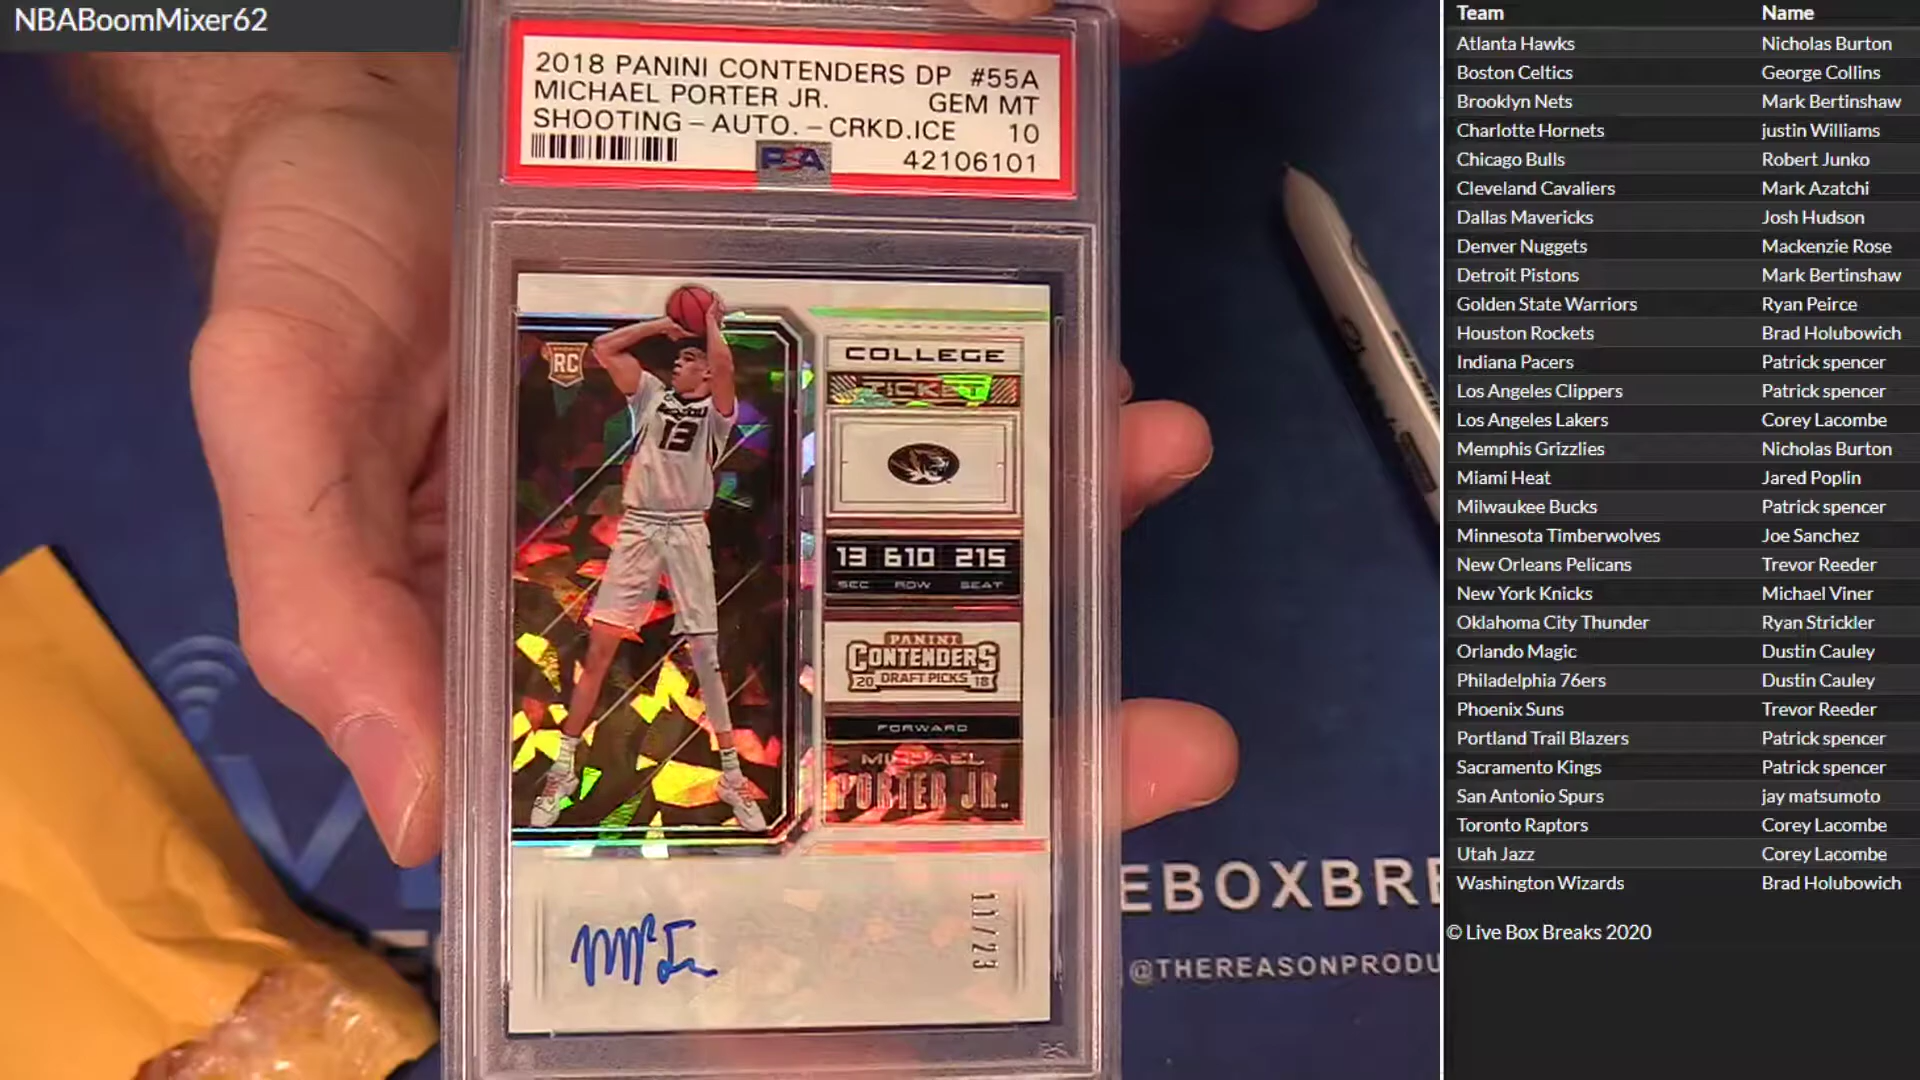 NBABoomMixer62
2018 PANINI CONTENDERS DP #55A
MICHAEL PORTER JR. GEM MT
SHOOTING – AUTO. – CRKD.ICE 10
PSA 42106101
RC
13
COLLEGE
TICKET
13 610 215
SEC ROW SEAT
PANINI
CONTENDERS
20 DRAFT PICKS 18
FORWARD
MICHAEL
PORTER JR.
11/23
EBOXBRE
@THEREASONPRODU
Team Name
Atlanta Hawks Nicholas Burton
Boston Celtics George Collins
Brooklyn Nets Mark Bertinshaw
Charlotte Hornets justin Williams
Chicago Bulls Robert Junko
Cleveland Cavaliers Mark Azatchi
Dallas Mavericks Josh Hudson
Denver Nuggets Mackenzie Rose
Detroit Pistons Mark Bertinshaw
Golden State Warriors Ryan Peirce
Houston Rockets Brad Holubowich
Indiana Pacers Patrick spencer
Los Angeles Clippers Patrick spencer
Los Angeles Lakers Corey Lacombe
Memphis Grizzlies Nicholas Burton
Miami Heat Jared Poplin
Milwaukee Bucks Patrick spencer
Minnesota Timberwolves Joe Sanchez
New Orleans Pelicans Trevor Reeder
New York Knicks Michael Viner
Oklahoma City Thunder Ryan Strickler
Orlando Magic Dustin Cauley
Philadelphia 76ers Dustin Cauley
Phoenix Suns Trevor Reeder
Portland Trail Blazers Patrick spencer
Sacramento Kings Patrick spencer
San Antonio Spurs jay matsumoto
Toronto Raptors Corey Lacombe
Utah Jazz Corey Lacombe
Washington Wizards Brad Holubowich
© Live Box Breaks 2020